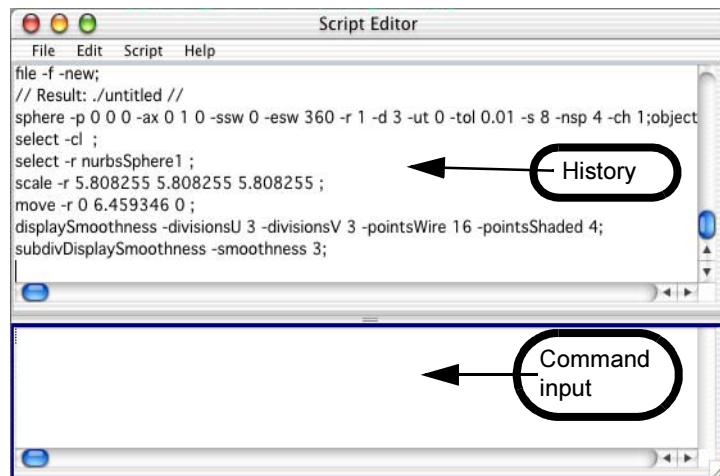 Script Editor
File Edit Script Help
file -f -new;
// Result: ./untitled //
sphere -p 0 0 0 -ax 0 1 0 -ssw 0 -esw 360 -r 1 -d 3 -ut 0 -tol 0.01 -s 8 -nsp 4 -ch 1;object
select -cl ;
select -r nurbsSphere1 ;
scale -r 5.808255 5.808255 5.808255 ;
move -r 0 6.459346 0 ;
displaySmoothness -divisionsU 3 -divisionsV 3 -pointsWire 16 -pointsShaded 4;
subdivDisplaySmoothness -smoothness 3;
History
Command
input